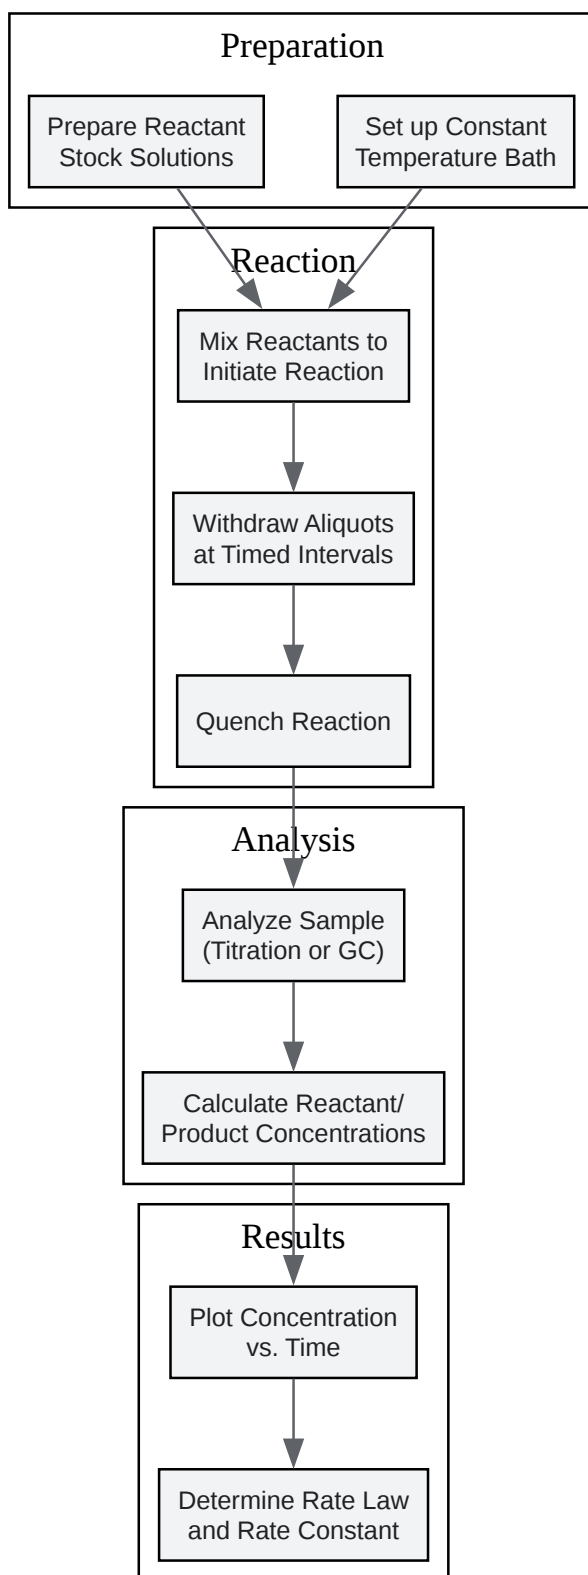 Preparation
Prepare Reactant
Stock Solutions
Set up Constant
Temperature Bath
Reaction
Mix Reactants to
Initiate Reaction
Withdraw Aliquots
at Timed Intervals
Quench Reaction
Analysis
Analyze Sample
(Titration or GC)
Calculate Reactant/
Product Concentrations
Results
Plot Concentration
vs. Time
Determine Rate Law
and Rate Constant